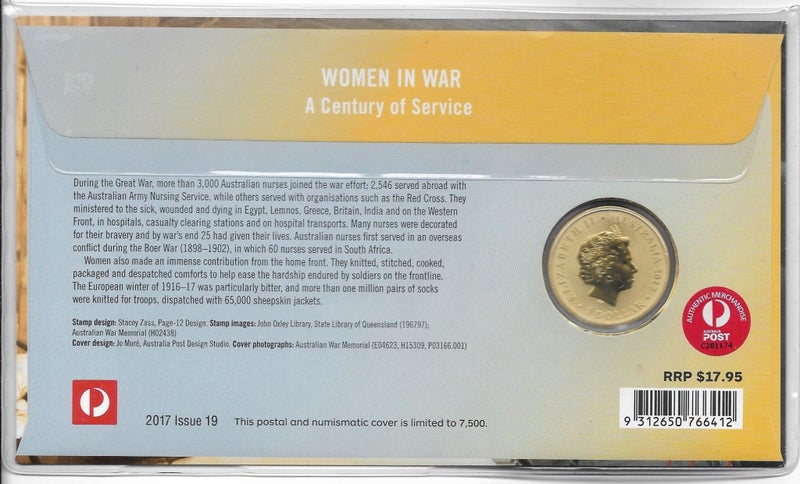 WOMEN IN WAR
A Century of Service
During the Great War, more than 3,000 Australian nurses joined the war effort; 2,546 served abroad with
the Australian Army Nursing Service, while others served with organisations such as the Red Cross. They
ministered to the sick, wounded and dying in Egypt, Lemnos, Greece, Britain, India and on the Western
Front, in hospitals, casualty clearing stations and on hospital transports. Many nurses were decorated
for their bravery and by war's end 25 had given their lives. Australian nurses first served in an overseas
conflict during the Boer War (1898–1902), in which 60 nurses served in South Africa.
Women also made an immense contribution from the home front. They knitted, stitched, cooked,
packaged and despatched comforts to help ease the hardship endured by soldiers on the frontline.
The European winter of 1916–17 was particularly bitter, and more than one million pairs of socks
were knitted for troops, dispatched with 65,000 sheepskin jackets.
Stamp design: Stacey Zass, Page-12 Design. Stamp images: John Oxley Library, State Library of Queensland (196797);
Australian War Memorial (H02438)
Cover design: Jo Muré, Australia Post Design Studio. Cover photographs: Australian War Memorial (E04623, H15309, P03166.001)
ELIZABETH II AUSTRALIA 2017
1 DOLLAR
AUTHENTIC MERCHANDISE
AUSTRALIA
POST
C281174
RRP $17.95
9 312650 766412
2017 Issue 19
This postal and numismatic cover is limited to 7,500.